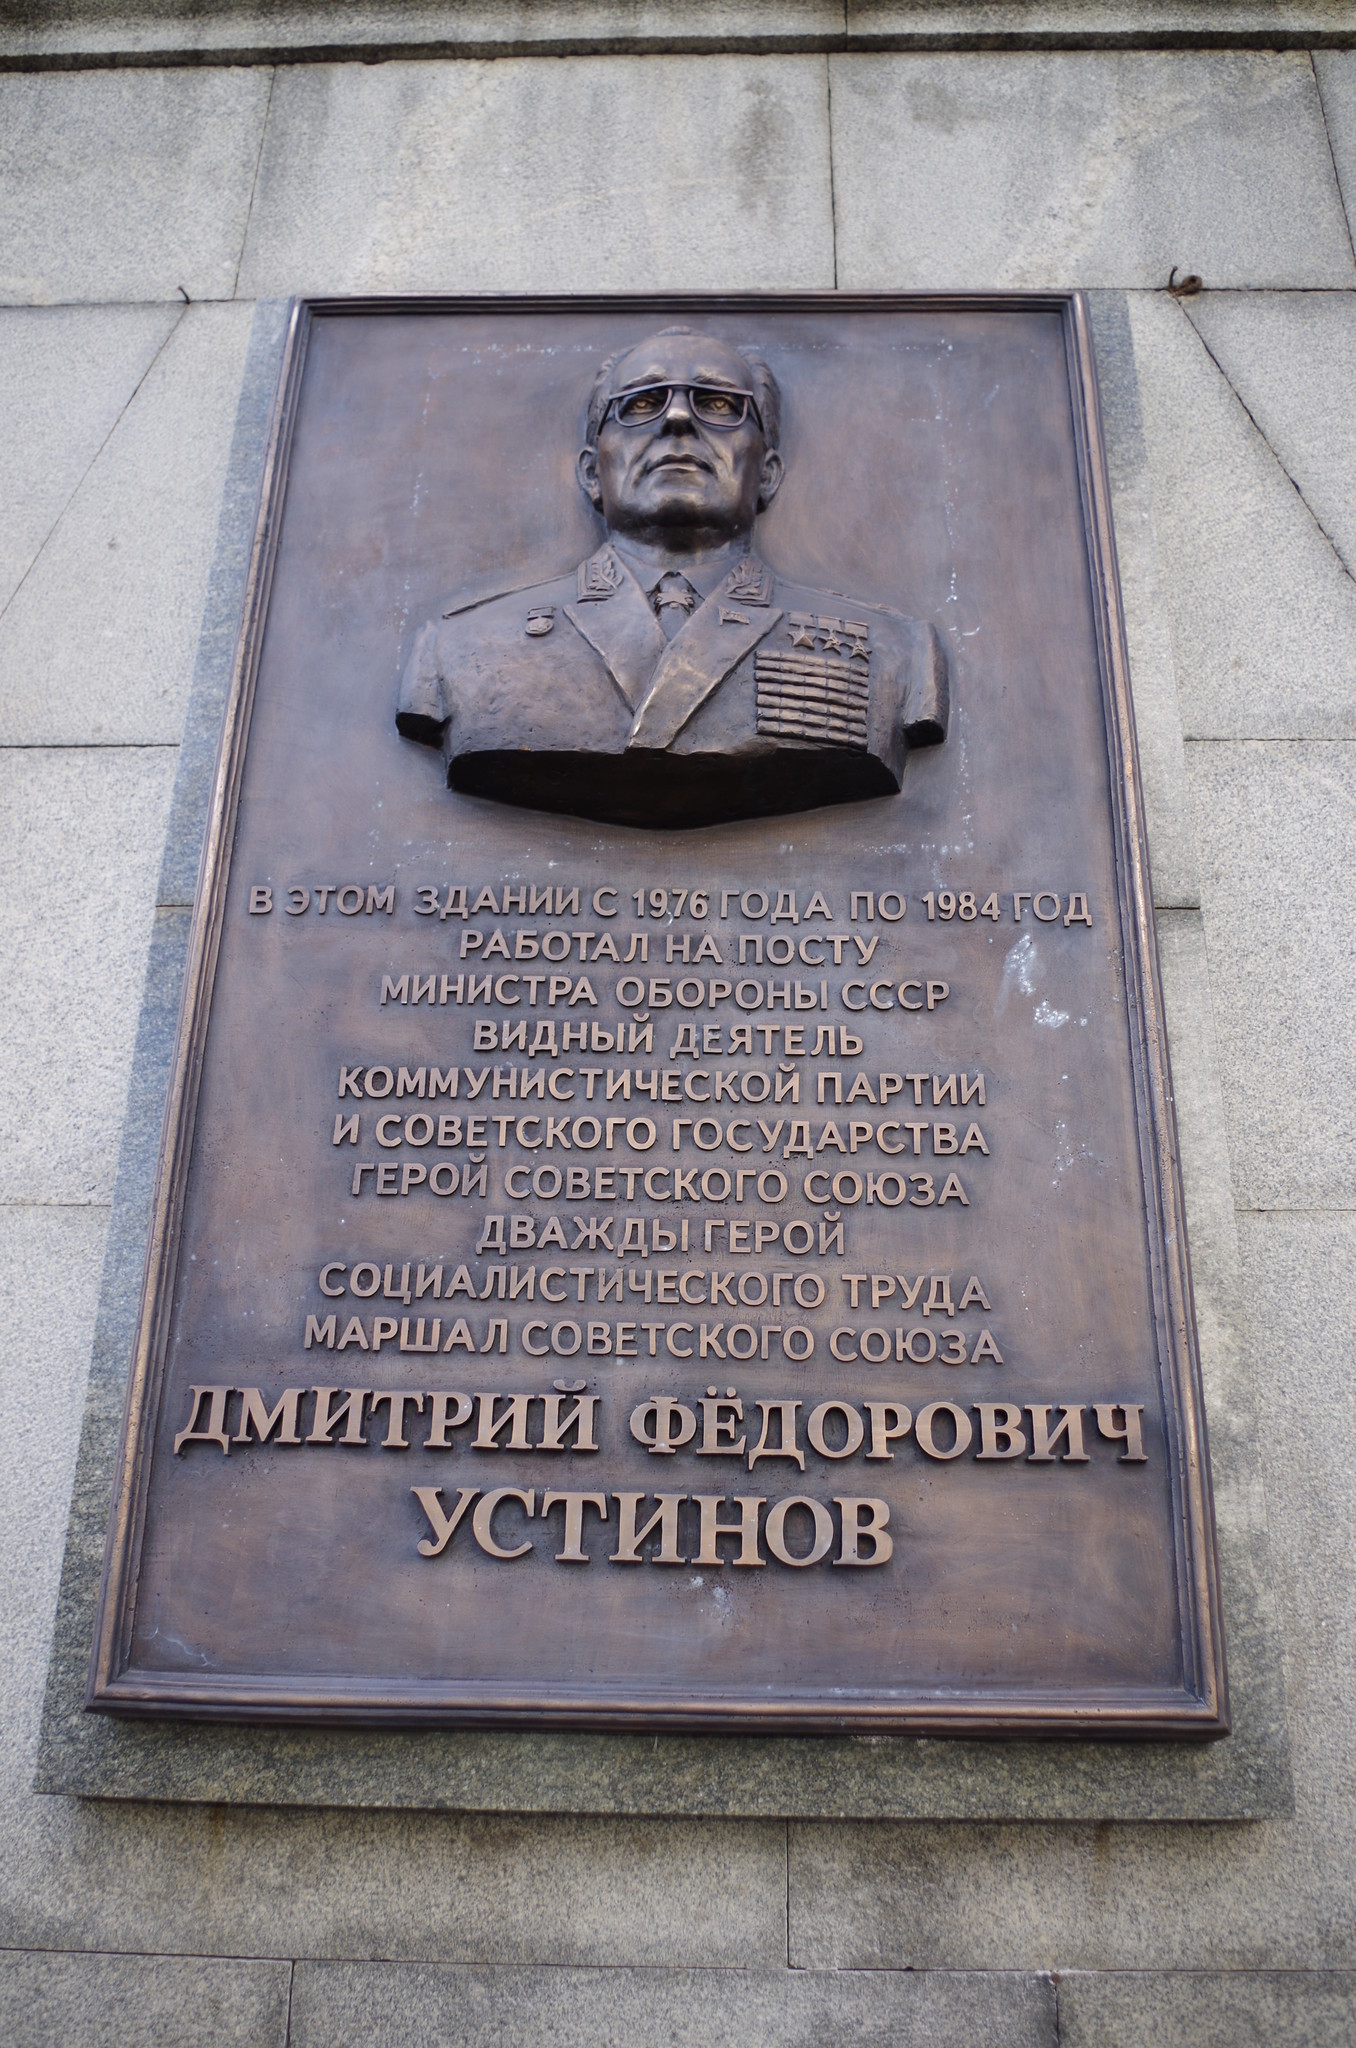 В ЭТОМ ЗДАНИИ С 1976 ГОДА ПО 1984 ГОД
РАБОТАЛ НА ПОСТУ
МИНИСТРА ОБОРОНЫ СССР
ВИДНЫЙ ДЕЯТЕЛЬ
КОММУНИСТИЧЕСКОЙ ПАРТИИ
И СОВЕТСКОГО ГОСУДАРСТВА
ГЕРОЙ СОВЕТСКОГО СОЮЗА
ДВАЖДЫ ГЕРОЙ
СОЦИАЛИСТИЧЕСКОГО ТРУДА
МАРШАЛ СОВЕТСКОГО СОЮЗА
ДМИТРИЙ ФЁДОРОВИЧ
УСТИНОВ